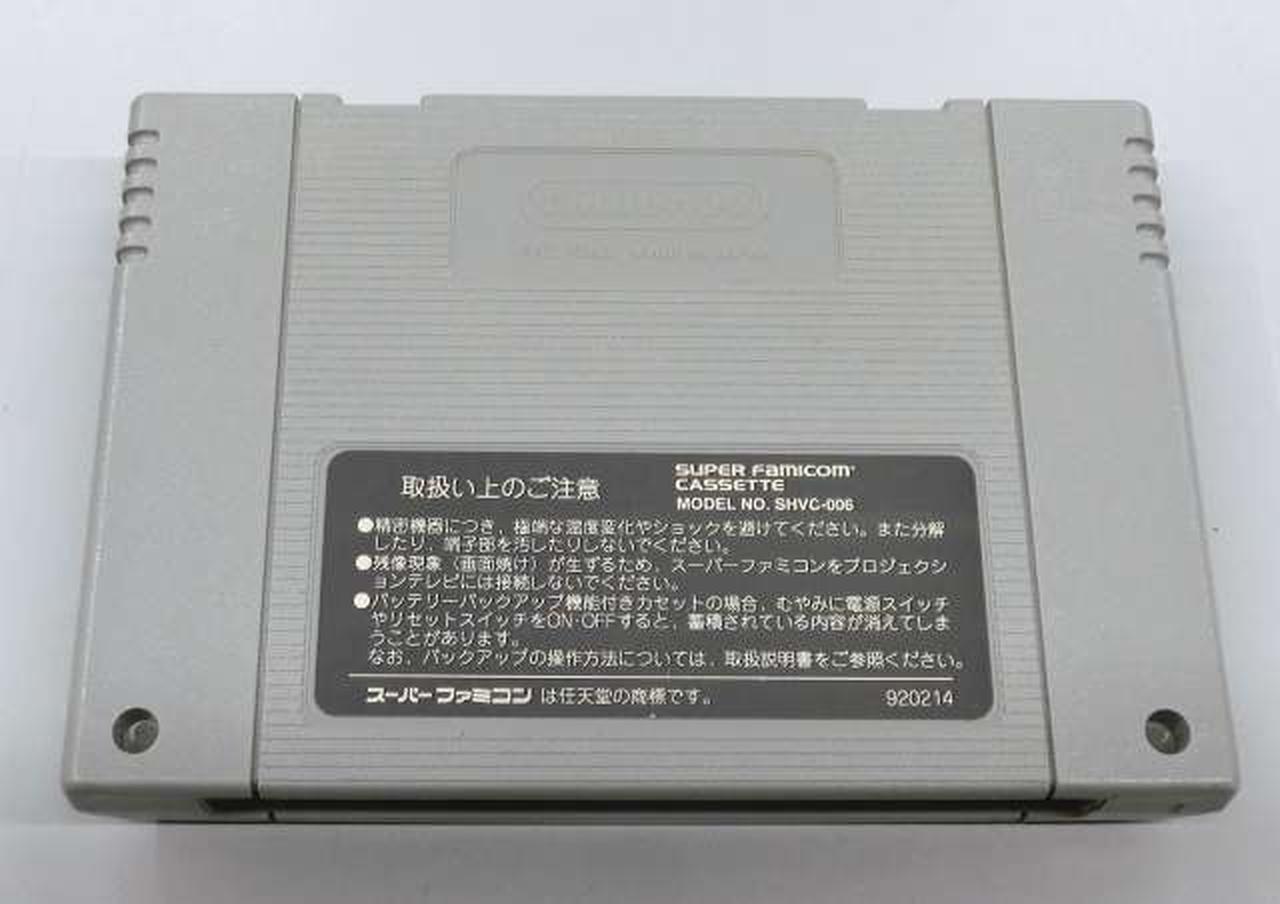 取扱い上のご注意
SUPER Famicom
CASSETTE
MODEL NO. SHVC-006
●精密機器につき、極端な温度変化やショックを避けてください。また分解
したり、端子部を汚したりしないでください。
●残像現象(画面焼け)が生ずるため、スーパーファミコンをプロジェクシ
ョンテレビには接続しないでください。
●バッテリーバックアップ機能付きカセットの場合、むやみに電源スイッチ
やリセットスイッチをON・OFFすると、蓄積されている内容が消えてしま
うことがあります。
なお、バックアップの操作方法については、取扱説明書をご参照ください。
スーパーファミコン は任天堂の商標です。
920214